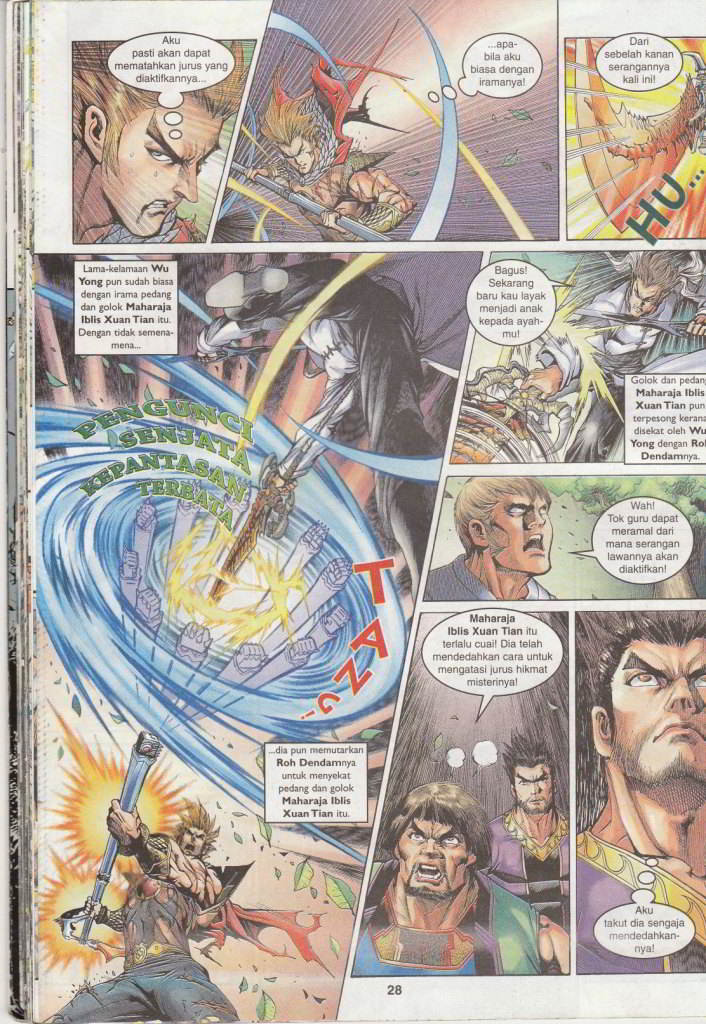 Aku
pasti akan dapat
mematahkan jurus yang
diaktifkannya...
...apa-
bila aku
biasa dengan
iramanya!
Dari
sebelah kanan
serangannya
kali ini!
HU...
Lama-kelamaan Wu
Yong pun sudah biasa
dengan irama pedang
dan golok Maharaja
Iblis Xuan Tian itu.
Dengan tidak semena-
mena...
PENGUNCI
SENJATA
KEPANTASAN
TERBATA
TANG!
Bagus!
Sekarang
baru kau layak
menjadi anak
kepada ayah-
mu!
Golok dan pedang
Maharaja Iblis
Xuan Tian pun
terpesong kerana
disekat oleh Wu
Yong dengan Roh
Dendamnya.
Wah!
Tok guru dapat
meramal dari
mana serangan
lawannya akan
diaktifkan!
...dia pun memutarkan
Roh Dendamnya
untuk menyekat
pedang dan golok
Maharaja Iblis
Xuan Tian itu.
Maharaja
Iblis Xuan Tian itu
terlalu cuai! Dia telah
mendedahkan cara untuk
mengatasi jurus hikmat
misterinya!
Aku
takut dia sengaja
mendedahkan-
nya!
28